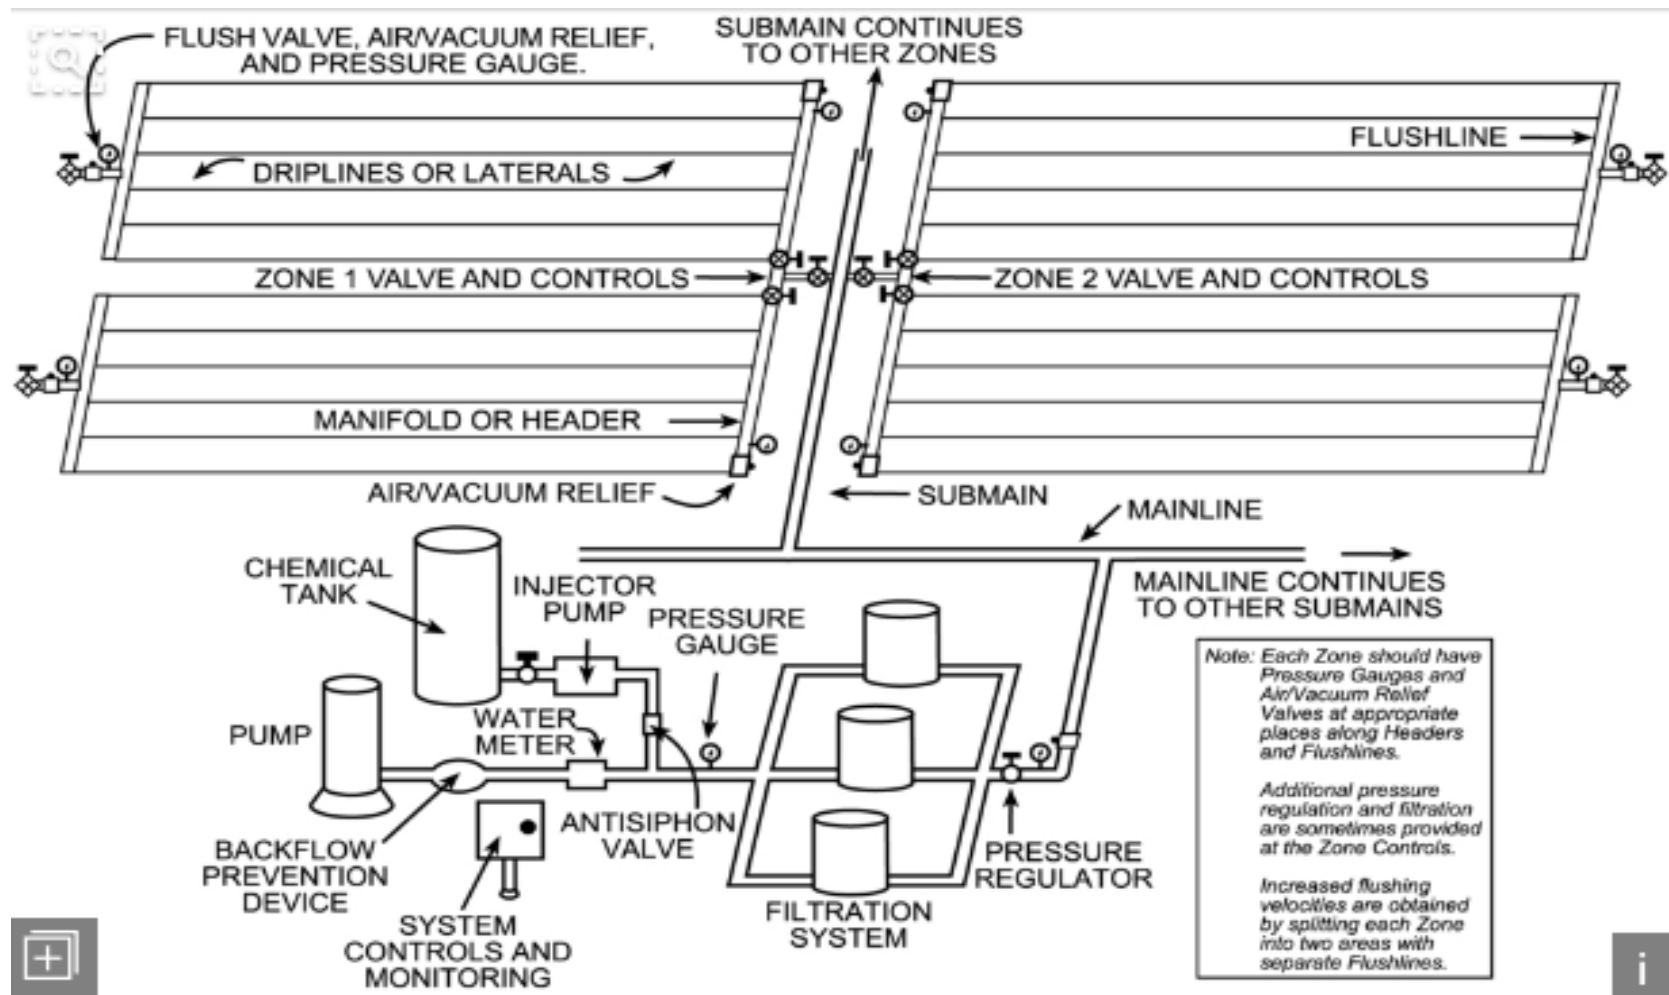 FLUSH VALVE, AIR/VACUUM RELIEF,
AND PRESSURE GAUGE.
SUBMAIN CONTINUES
TO OTHER ZONES
FLUSHLINE
DRIPLINES OR LATERALS
ZONE 1 VALVE AND CONTROLS
ZONE 2 VALVE AND CONTROLS
MANIFOLD OR HEADER
AIR/VACUUM RELIEF
SUBMAIN
MAINLINE
MAINLINE CONTINUES
TO OTHER SUBMAINS
CHEMICAL
TANK
INJECTOR
PUMP
PRESSURE
GAUGE
PUMP
WATER
METER
ANTISIPHON
VALVE
BACKFLOW
PREVENTION
DEVICE
SYSTEM
CONTROLS AND
MONITORING
FILTRATION
SYSTEM
PRESSURE
REGULATOR
Note: Each Zone should have
Pressure Gauges and
Air/Vacuum Relief
Valves at appropriate
places along Headers
and Flushlines.
Additional pressure
regulation and filtration
are sometimes provided
at the Zone Controls.
Increased flushing
velocities are obtained
by splitting each Zone
into two areas with
separate Flushlines.
i